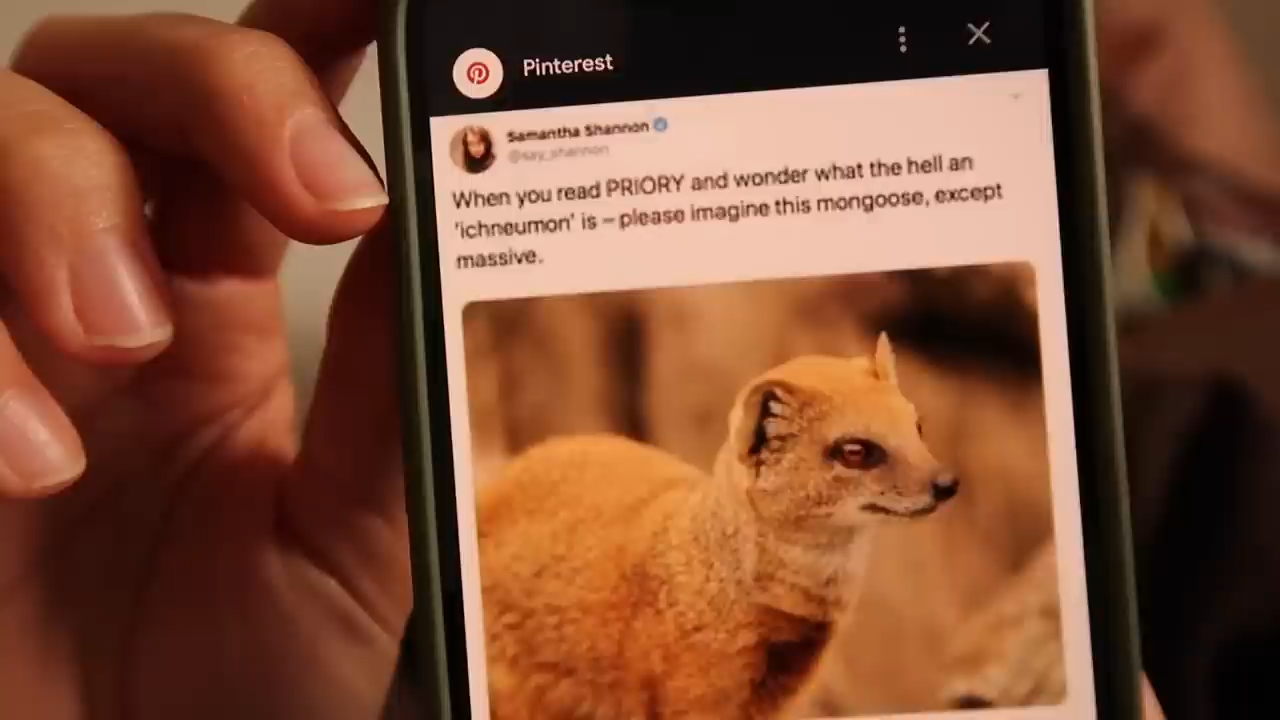 Pinterest
Samantha Shannon
@say_shannon
When you read PRIORY and wonder what the hell an
'ichneumon' is – please imagine this mongoose, except
massive.